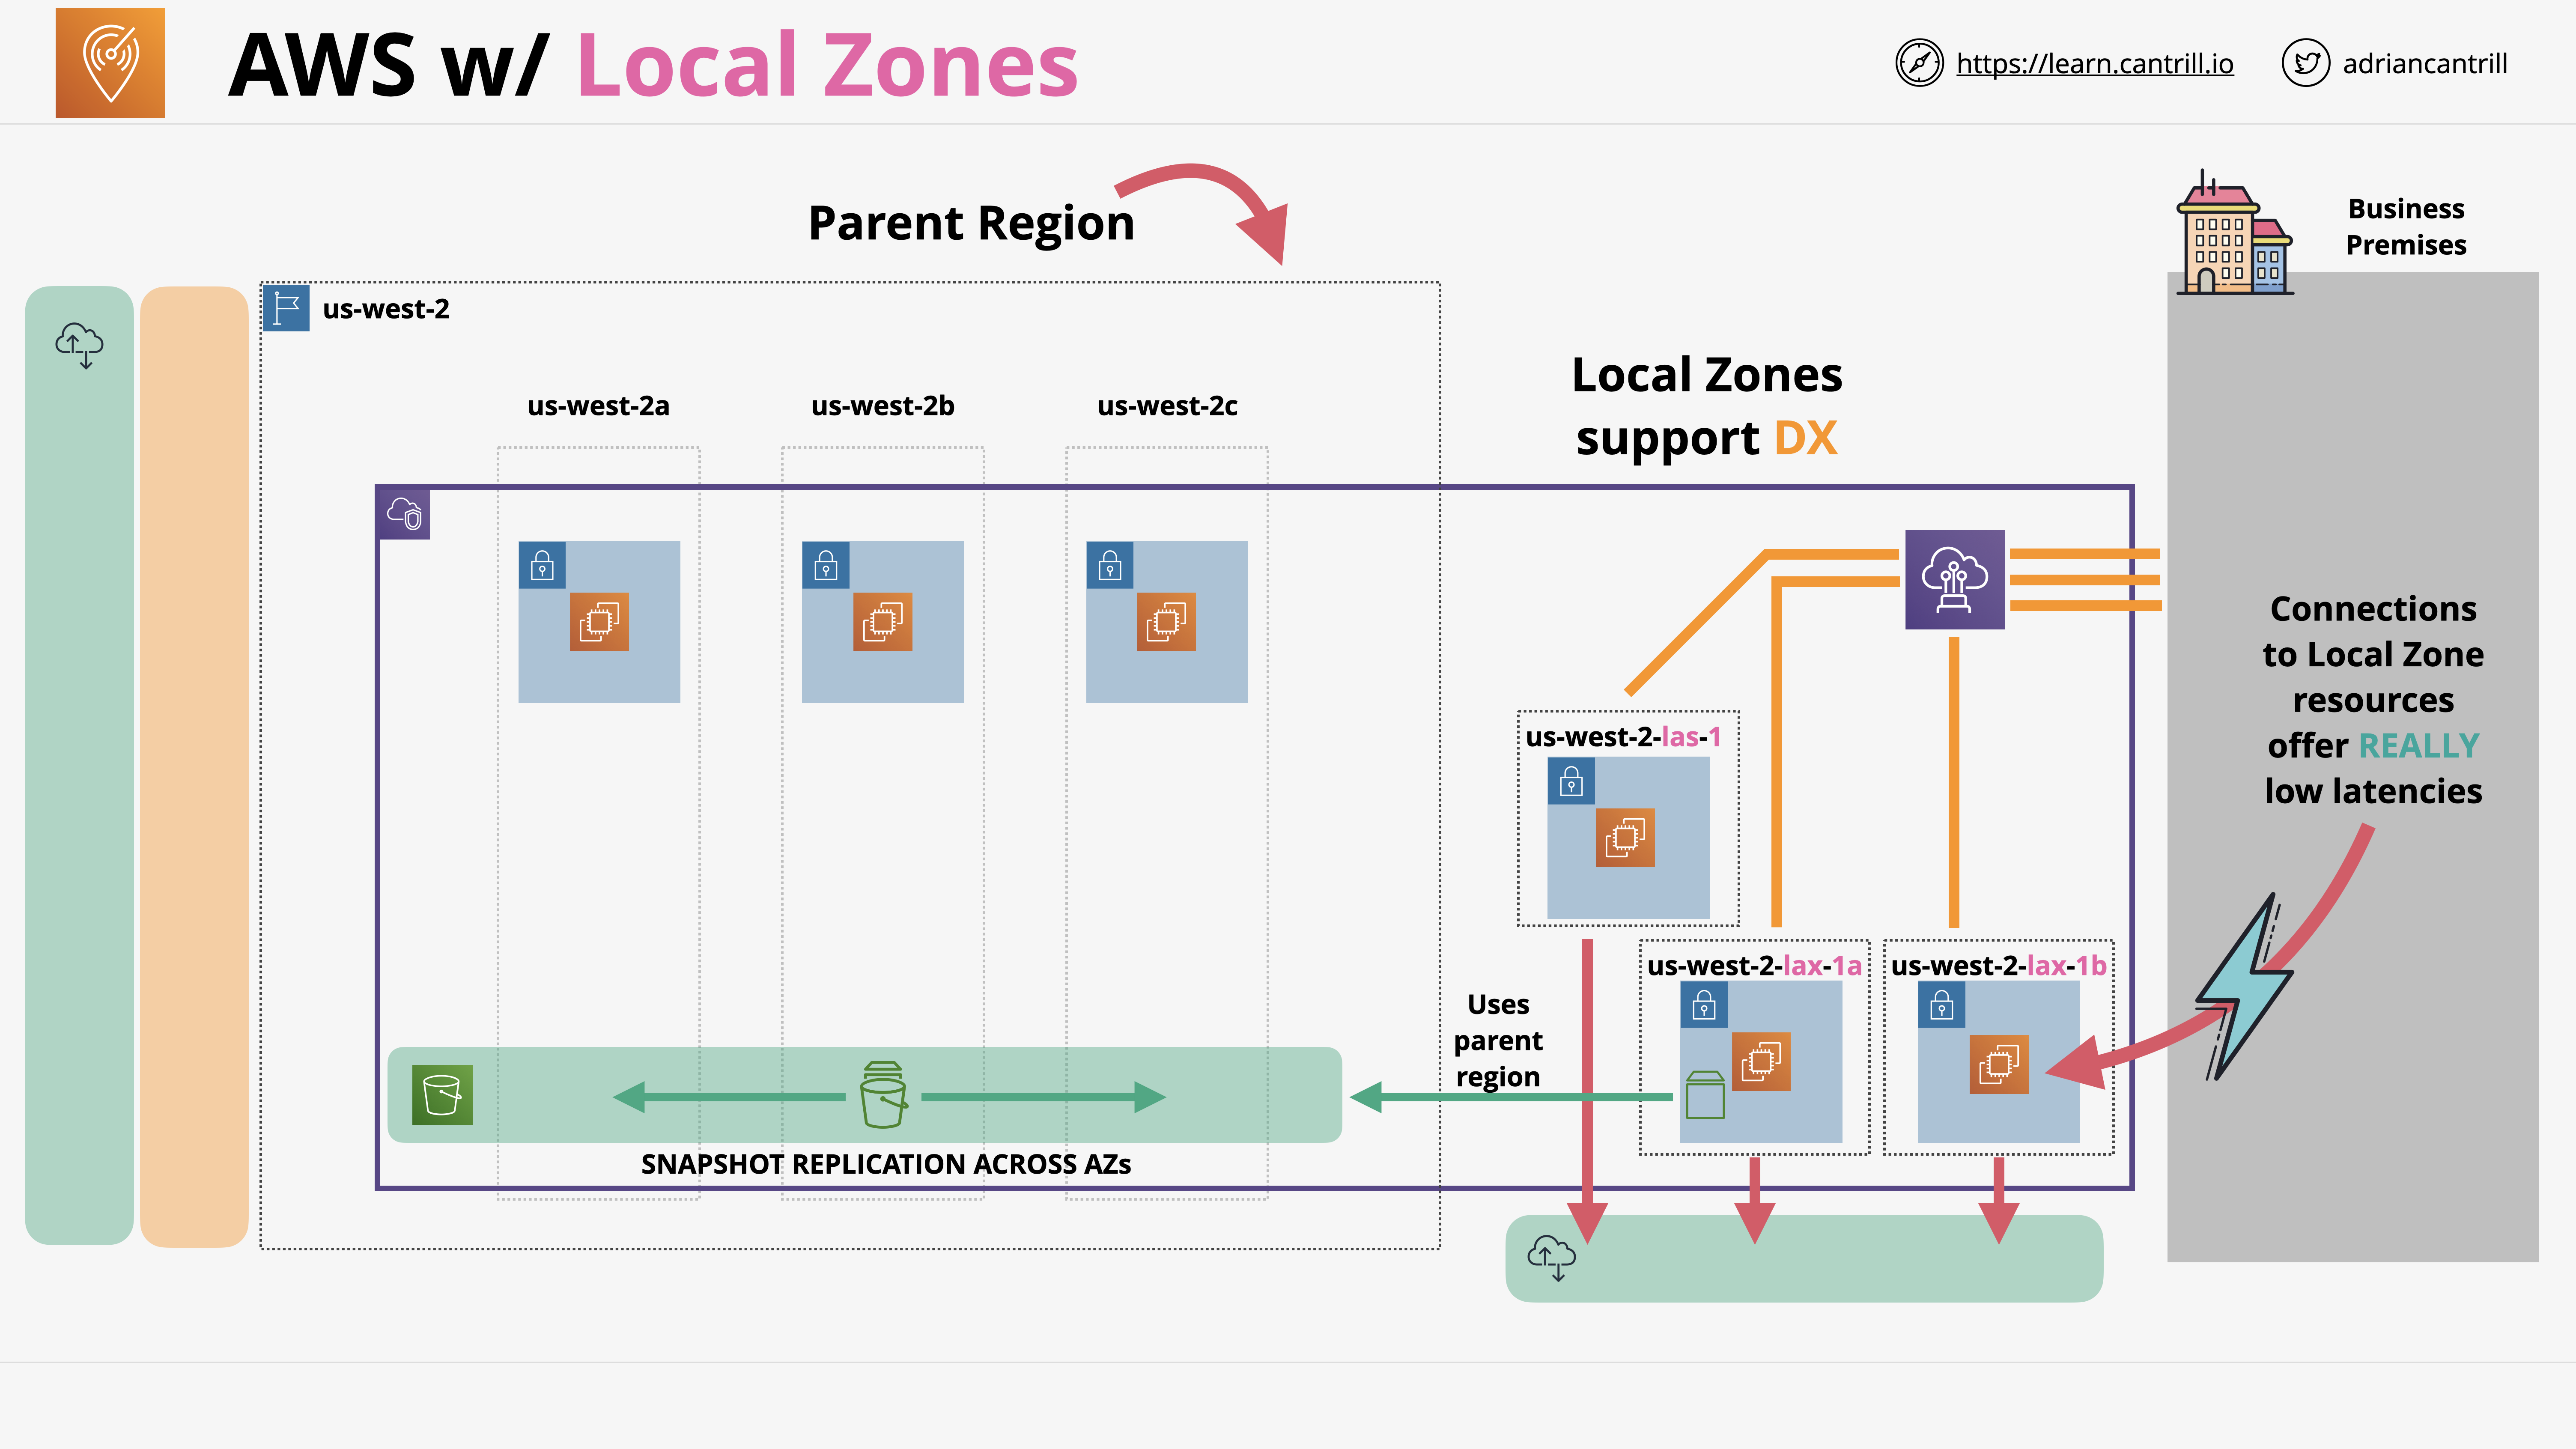 AWS w/ Local Zones
https://learn.cantrill.io
adriancantrill
Parent Region
Business
Premises
us-west-2
us-west-2a
us-west-2b
us-west-2c
Local Zones
support DX
Connections
to Local Zone
resources
offer REALLY
low latencies
us-west-2-las-1
us-west-2-lax-1a
us-west-2-lax-1b
Uses
parent
region
SNAPSHOT REPLICATION ACROSS AZs